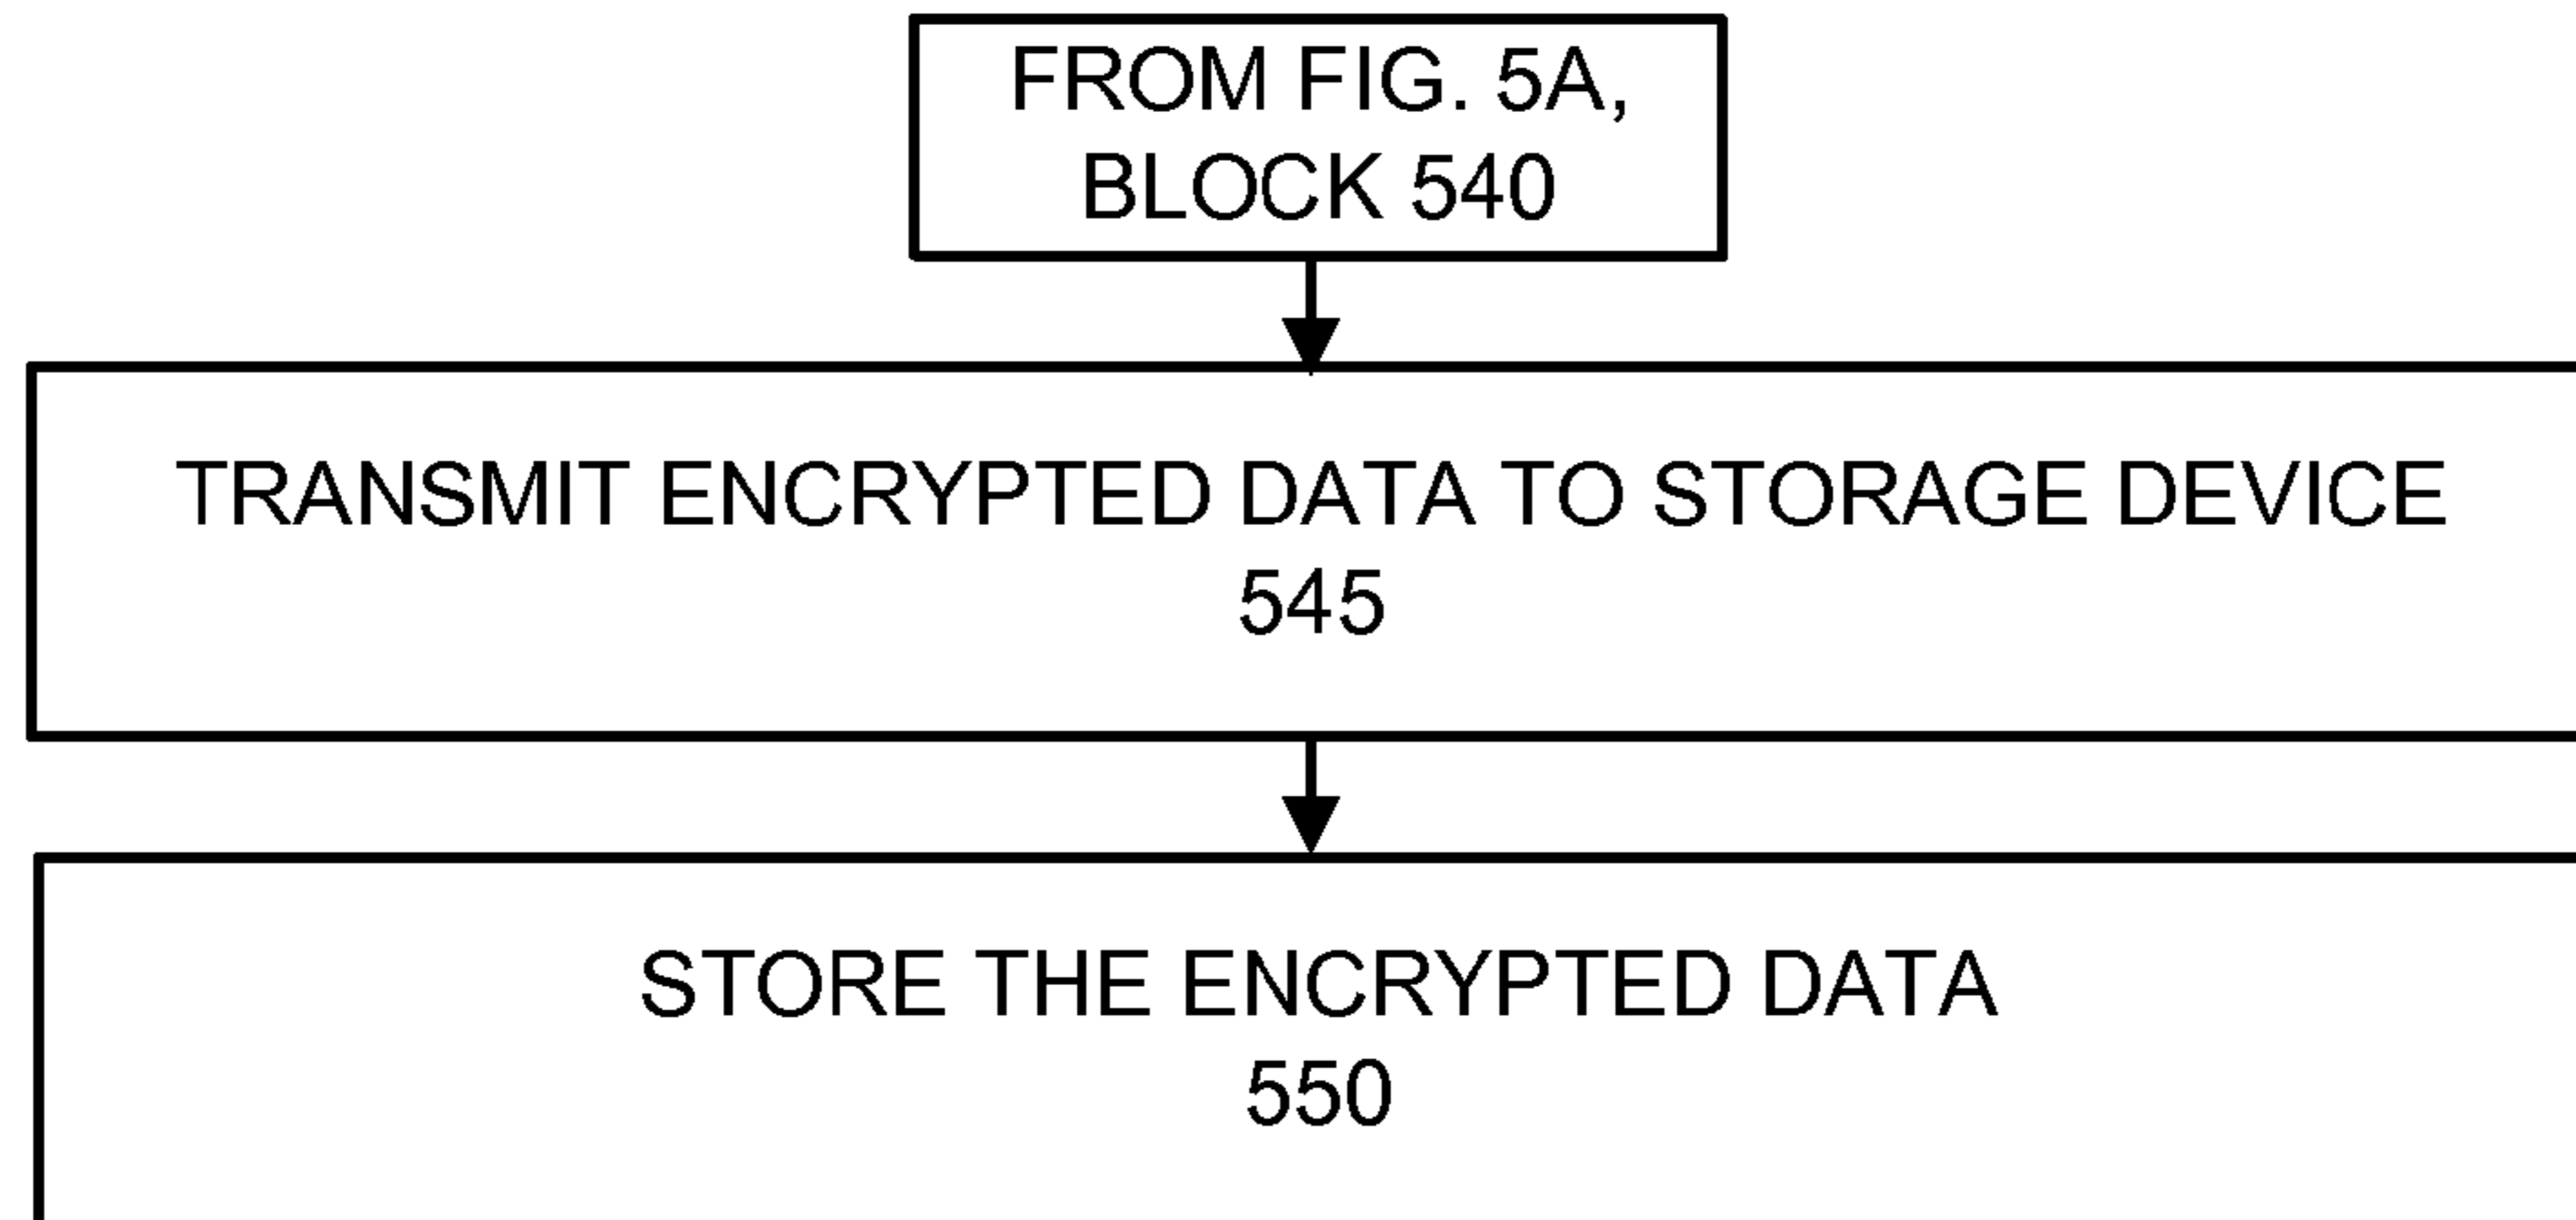 FROM FIG. 5A,
BLOCK 540
TRANSMIT ENCRYPTED DATA TO STORAGE DEVICE
545
STORE THE ENCRYPTED DATA
550